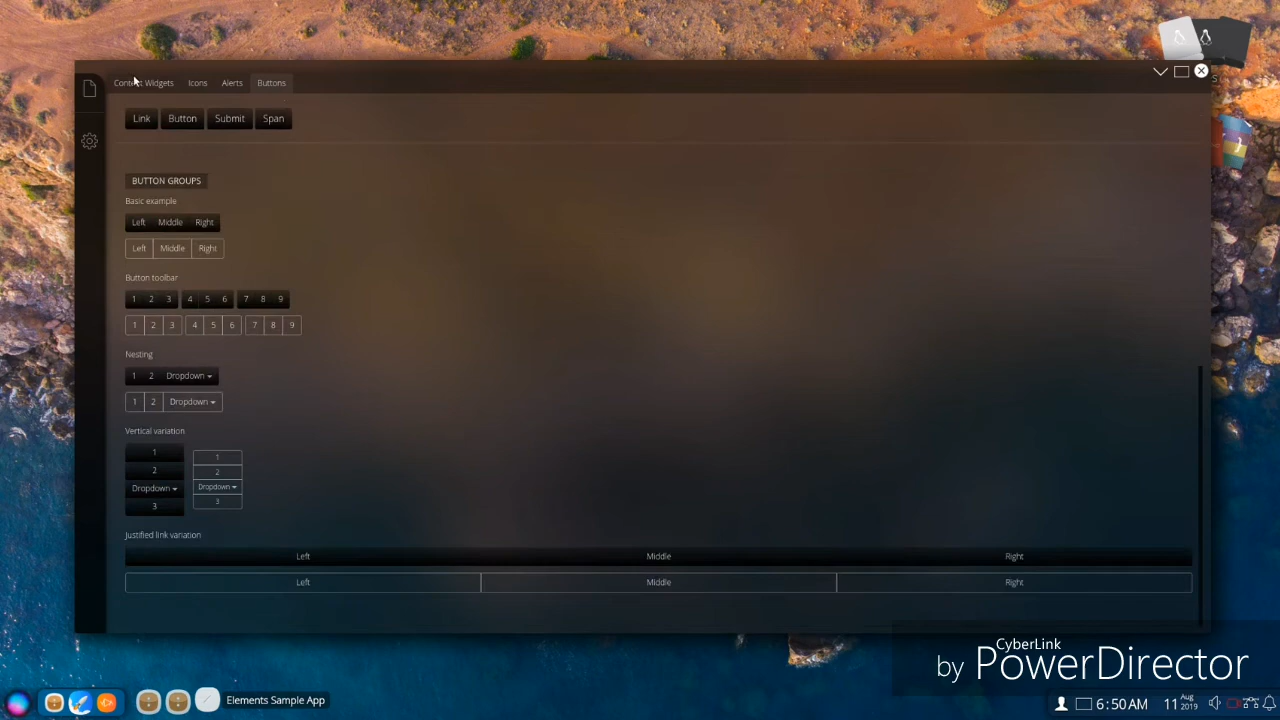 Content Widgets Icons Alerts Buttons
Link Button Submit Span
BUTTON GROUPS
Basic example
Left Middle Right
Left Middle Right
Button toolbar
1 2 3 4 5 6 7 8 9
1 2 3 4 5 6 7 8 9
Nesting
1 2 Dropdown
1 2 Dropdown
Vertical variation
1
2
Dropdown
3
1
2
Dropdown
3
Justified link variation
Left Middle Right
Left Middle Right
CyberLink
by PowerDirector
Elements Sample App
6:50AM 11 Aug 2019